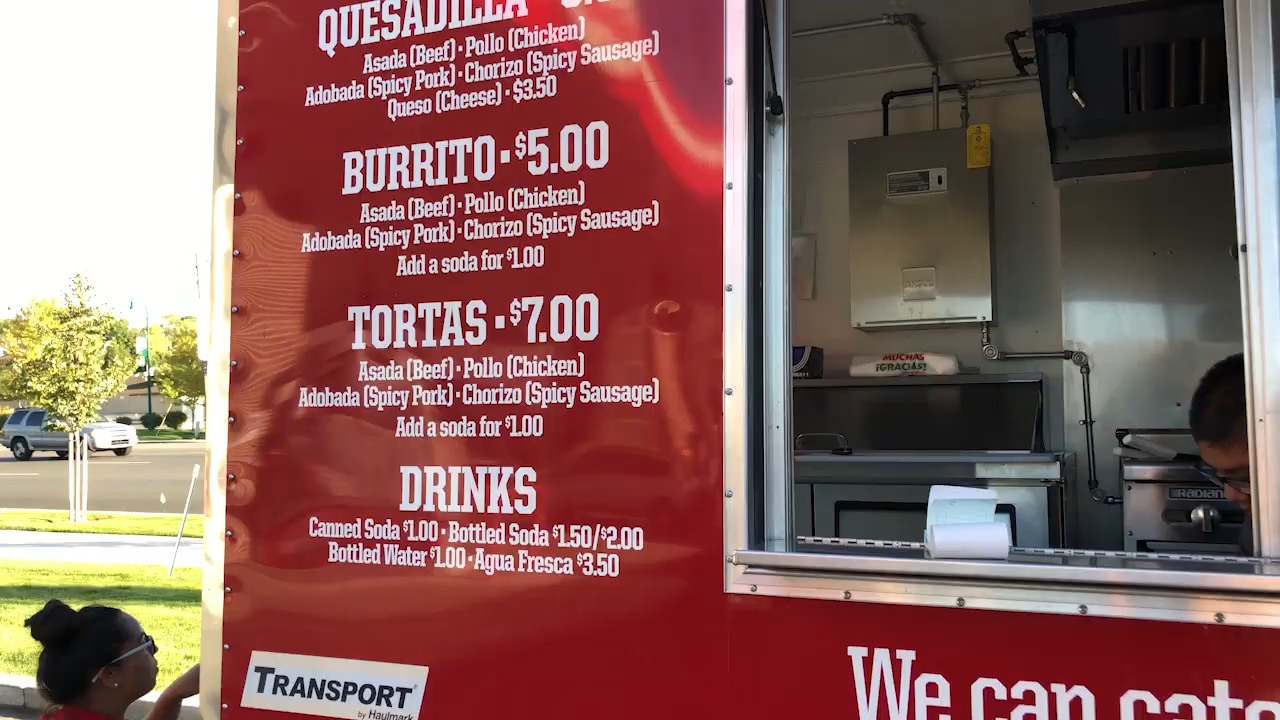 QUESADILLA
Asada (Beef) · Pollo (Chicken)
Adobada (Spicy Pork) · Chorizo (Spicy Sausage)
Queso (Cheese) · $3.50
BURRITO · $5.00
Asada (Beef) · Pollo (Chicken)
Adobada (Spicy Pork) · Chorizo (Spicy Sausage)
Add a soda for $1.00
TORTAS · $7.00
Asada (Beef) · Pollo (Chicken)
Adobada (Spicy Pork) · Chorizo (Spicy Sausage)
Add a soda for $1.00
DRINKS
Canned Soda $1.00 · Bottled Soda $1.50/$2.00
Bottled Water $1.00 · Agua Fresca $3.50
TRANSPORT
by Haulmark
ANSUL
MUCHAS
¡GRACIAS!
RADIAN
We can cate